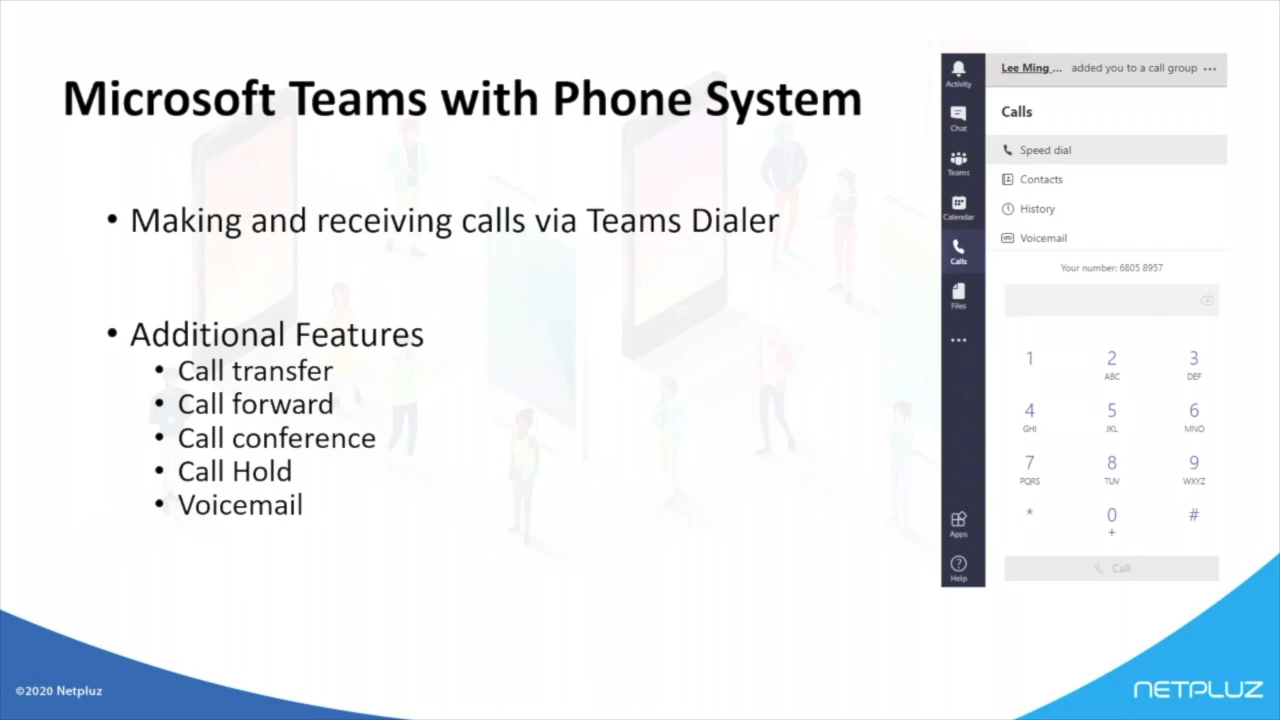 Microsoft Teams with Phone System
• Making and receiving calls via Teams Dialer
• Additional Features
• Call transfer
• Call forward
• Call conference
• Call Hold
• Voicemail
Activity
Chat
Teams
Calendar
Calls
Files
Apps
Help
Lee Ming ... added you to a call group
Calls
Speed dial
Contacts
History
Voicemail
Your number: 6805 8957
1 2 3
ABC DEF
4 5 6
GHI JKL MNO
7 8 9
PQRS TUV WXYZ
* 0 #
+
Call
©2020 Netpluz
NETPLUZ